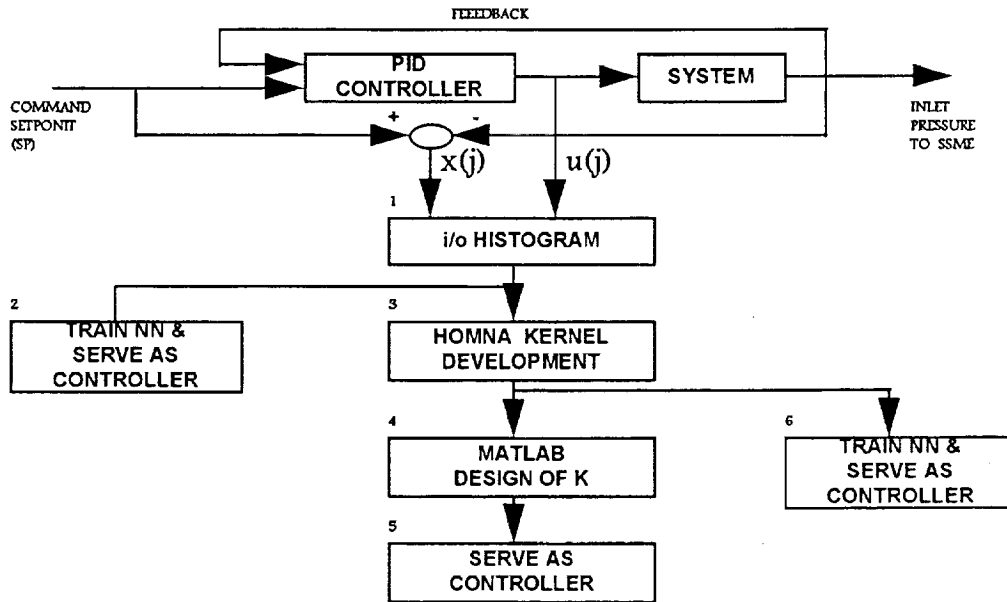 FEEEDBACK
PID
CONTROLLER
SYSTEM
COMMAND
SETPONIT
(SP)
+
-
INLET
PRESSURE
TO SSME
x(j)
u(j)
1
i/o HISTOGRAM
2
TRAIN NN &
SERVE AS
CONTROLLER
3
HOMNA KERNEL
DEVELOPMENT
4
MATLAB
DESIGN OF K
6
TRAIN NN &
SERVE AS
CONTROLLER
5
SERVE AS
CONTROLLER